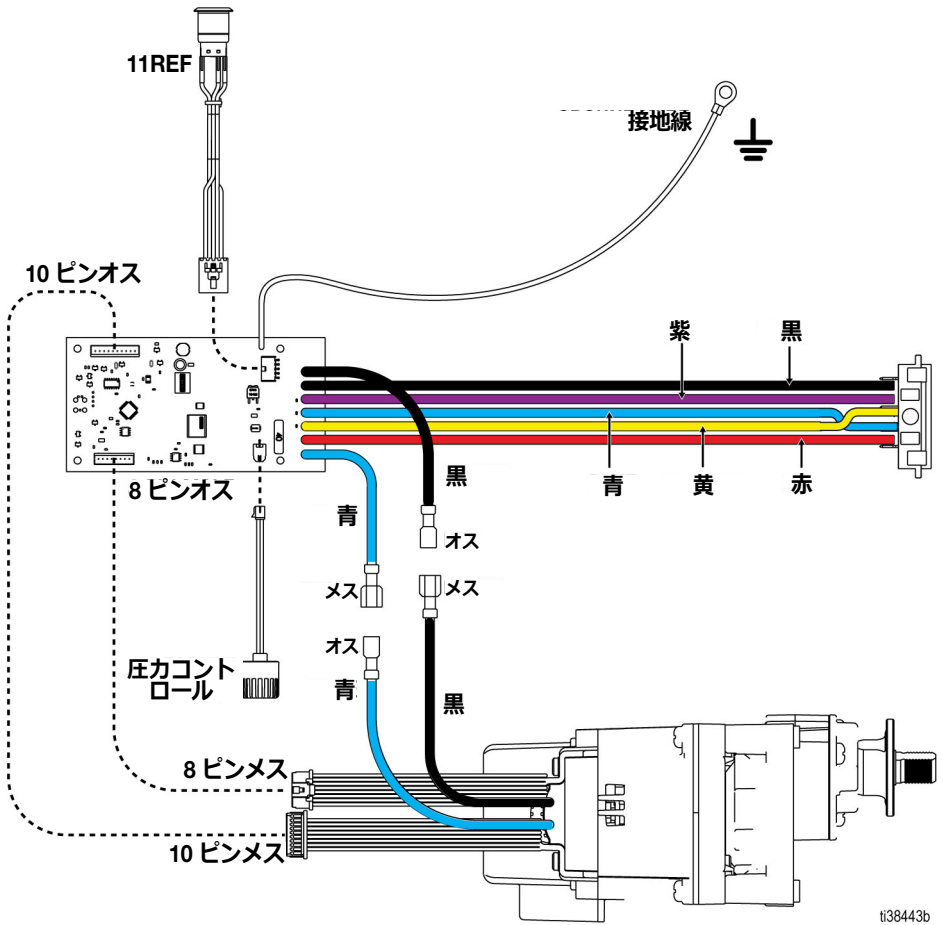 11REF
接地線
10 ピンオス
紫
黒
8 ピンオス
青
黄
赤
黒
青
オス
メス
メス
オス
圧力コント
ロール
青
黒
8 ピンメス
10 ピンメス
ti38443b